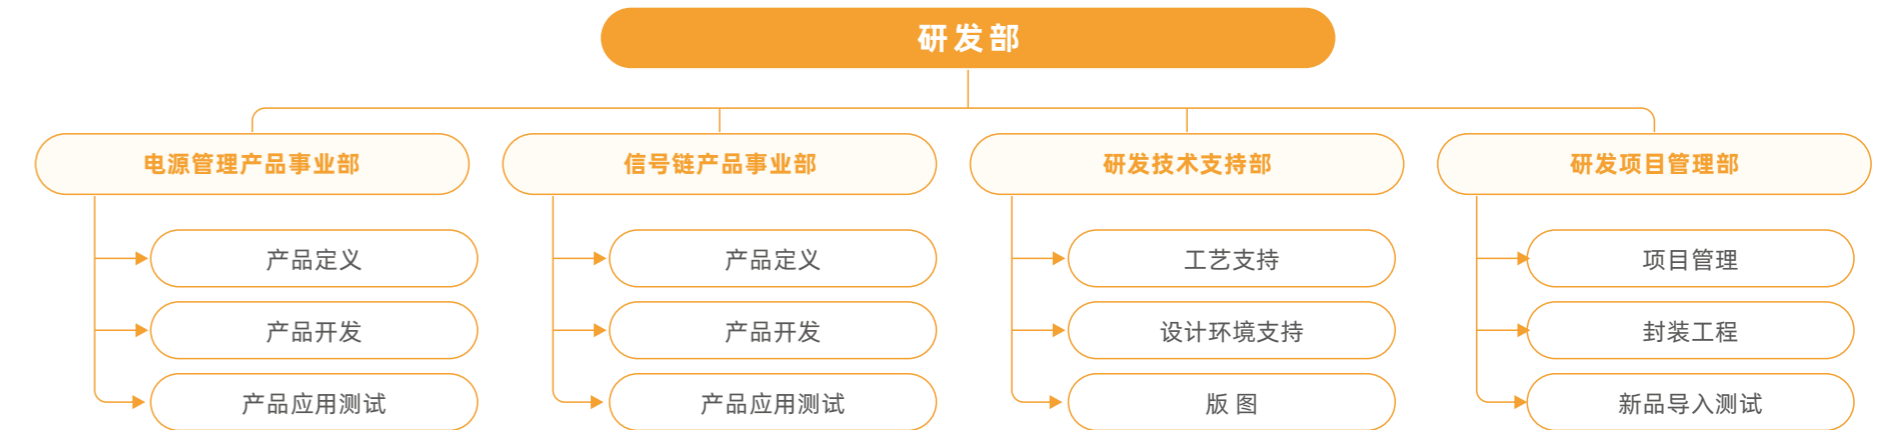 研发部
电源管理产品事业部
信号链产品事业部
研发技术支持部
研发项目管理部
产品定义
产品定义
工艺支持
项目管理
产品开发
产品开发
设计环境支持
封装工程
产品应用测试
产品应用测试
版 图
新品导入测试